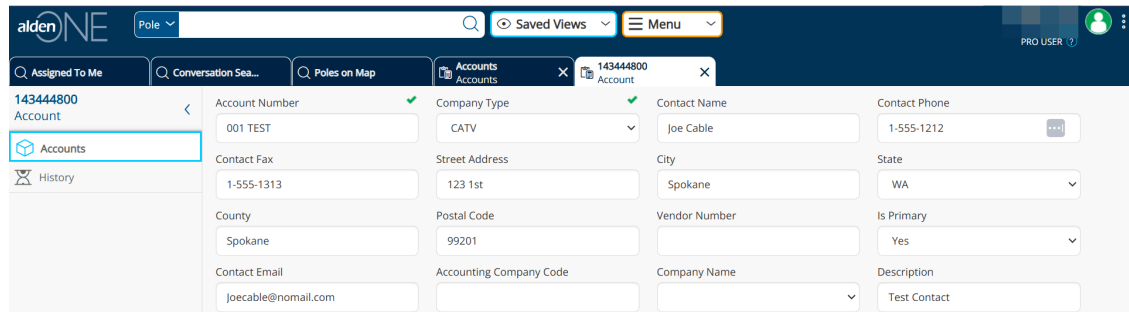 alden ONE
Pole
Saved Views
Menu
PRO USER ?
Assigned To Me
Conversation Sea...
Poles on Map
Accounts
Accounts
143444800
Account
143444800
Account
Accounts
History
Account Number
Company Type
Contact Name
Contact Phone
001 TEST
CATV
Joe Cable
1-555-1212
Contact Fax
Street Address
City
State
1-555-1313
123 1st
Spokane
WA
County
Postal Code
Vendor Number
Is Primary
Spokane
99201
Yes
Contact Email
Accounting Company Code
Company Name
Description
Joecable@nomail.com
Test Contact